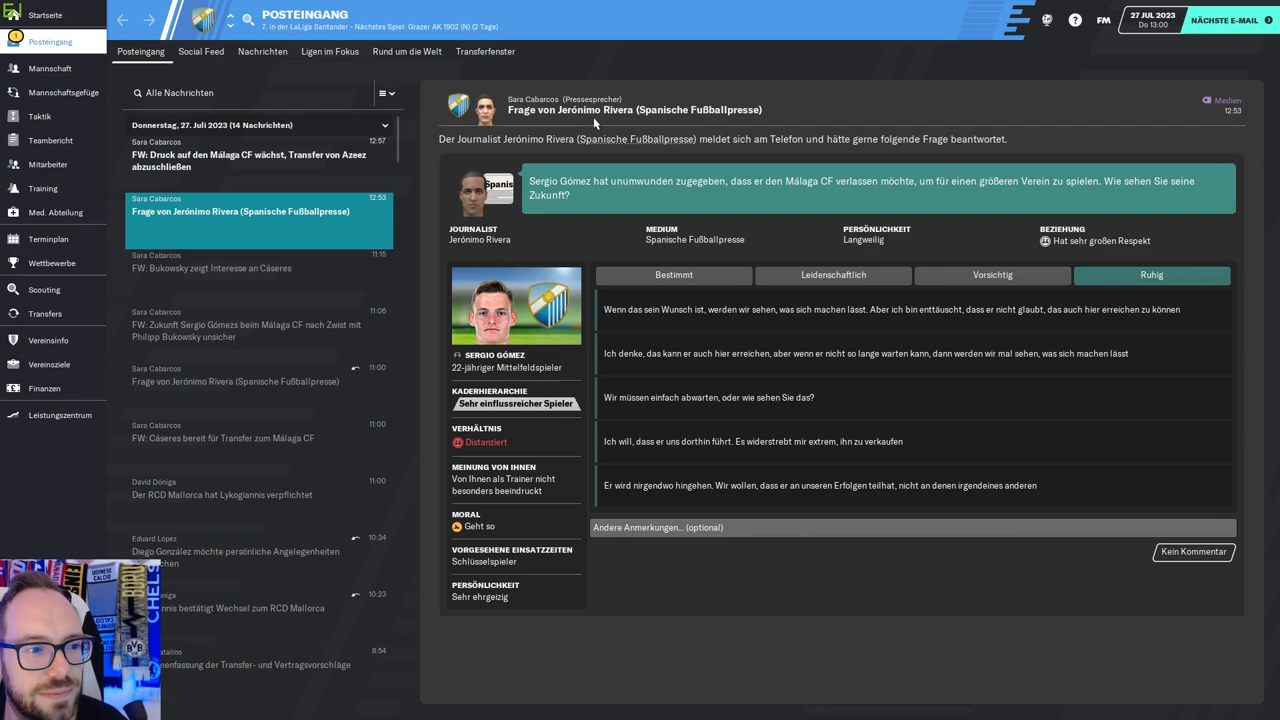 Startseite
1
Posteingang
Mannschaft
Mannschaftsgefüge
Taktik
Teambericht
Mitarbeiter
Training
Med. Abteilung
Terminplan
Wettbewerbe
Scouting
Transfers
Vereinsinfo
Vereinsziele
Finanzen
Leistungszentrum
POSTEINGANG
7. in der LaLiga Santander - Nächstes Spiel: Grazer AK 1902 (N) (2 Tage)
FM
27 JUL 2023
Do 13:00
NÄCHSTE E-MAIL
Posteingang
Social Feed
Nachrichten
Ligen im Fokus
Rund um die Welt
Transferfenster
Alle Nachrichten
Donnerstag, 27. Juli 2023 (14 Nachrichten)
Sara Cabarcos 12:57
FW: Druck auf den Málaga CF wächst, Transfer von Azeez
abzuschließen
Sara Cabarcos 12:53
Frage von Jerónimo Rivera (Spanische Fußballpresse)
Sara Cabarcos 11:15
FW: Bukowsky zeigt Interesse an Cáseres
Sara Cabarcos 11:06
FW: Zukunft Sergio Gómezs beim Málaga CF nach Zwist mit
Philipp Bukowsky unsicher
Sara Cabarcos 11:00
Frage von Jerónimo Rivera (Spanische Fußballpresse)
Sara Cabarcos 11:00
FW: Cáseres bereit für Transfer zum Málaga CF
David Dóniga 11:00
Der RCD Mallorca hat Lykogiannis verpflichtet
Eduard López 10:34
Diego González möchte persönliche Angelegenheiten
10:23
bestätigt Wechsel zum RCD Mallorca
8:54
der Transfer- und Vertragsvorschläge
Sara Cabarcos (Pressesprecher)
Frage von Jerónimo Rivera (Spanische Fußballpresse)
Medien
12:53
Der Journalist Jerónimo Rivera (Spanische Fußballpresse) meldet sich am Telefon und hätte gerne folgende Frage beantwortet.
Spanis
Sergio Gómez hat unumwunden zugegeben, dass er den Málaga CF verlassen möchte, um für einen größeren Verein zu spielen. Wie sehen Sie seine
Zukunft?
JOURNALIST
Jerónimo Rivera
MEDIUM
Spanische Fußballpresse
PERSÖNLICHKEIT
Langweilig
BEZIEHUNG
Hat sehr großen Respekt
SERGIO GÓMEZ
22-jähriger Mittelfeldspieler
KADERHIERARCHIE
Sehr einflussreicher Spieler
VERHÄLTNIS
Distanziert
MEINUNG VON IHNEN
Von Ihnen als Trainer nicht
besonders beeindruckt
MORAL
Geht so
VORGESEHENE EINSATZZEITEN
Schlüsselspieler
PERSÖNLICHKEIT
Sehr ehrgeizig
Bestimmt
Leidenschaftlich
Vorsichtig
Ruhig
Wenn das sein Wunsch ist, werden wir sehen, was sich machen lässt. Aber ich bin enttäuscht, dass er nicht glaubt, das auch hier erreichen zu können
Ich denke, das kann er auch hier erreichen, aber wenn er nicht so lange warten kann, dann werden wir mal sehen, was sich machen lässt
Wir müssen einfach abwarten, oder wie sehen Sie das?
Ich will, dass er uns dorthin führt. Es widerstrebt mir extrem, ihn zu verkaufen
Er wird nirgendwo hingehen. Wir wollen, dass er an unseren Erfolgen teilhat, nicht an denen irgendeines anderen
Andere Anmerkungen... (optional)
Kein Kommentar
UDINESE
CALCIO
BORU
CHELS
BVB